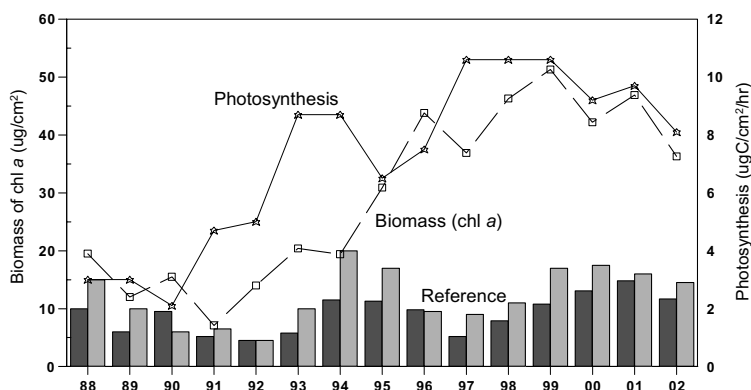 60
50
40
30
20
10
0
Biomass of chl a (ug/cm²)
12
10
8
6
4
2
0
Photosynthesis (ugC/cm²/hr)
Photosynthesis
Biomass (chl a)
Reference
88 89 90 91 92 93 94 95 96 97 98 99 00 01 02